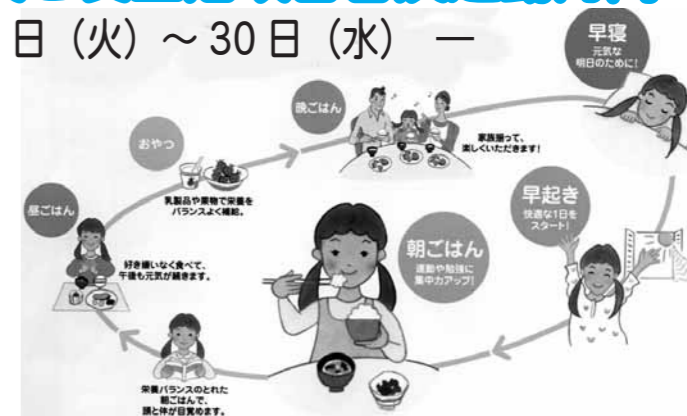 日（火）～30日（水） ―
早寝
元気な
明日のために！
晩ごはん
家族揃って、
楽しくいただきます！
おやつ
乳製品や果物で栄養を
バランスよく補給。
早起き
快適な1日を
スタート！
昼ごはん
好き嫌いなく食べて、
午後も元気が続きます。
朝ごはん
運動や勉強に
集中力アップ！
栄養バランスのとれた
朝ごはんで、
頭と体が目覚めます。